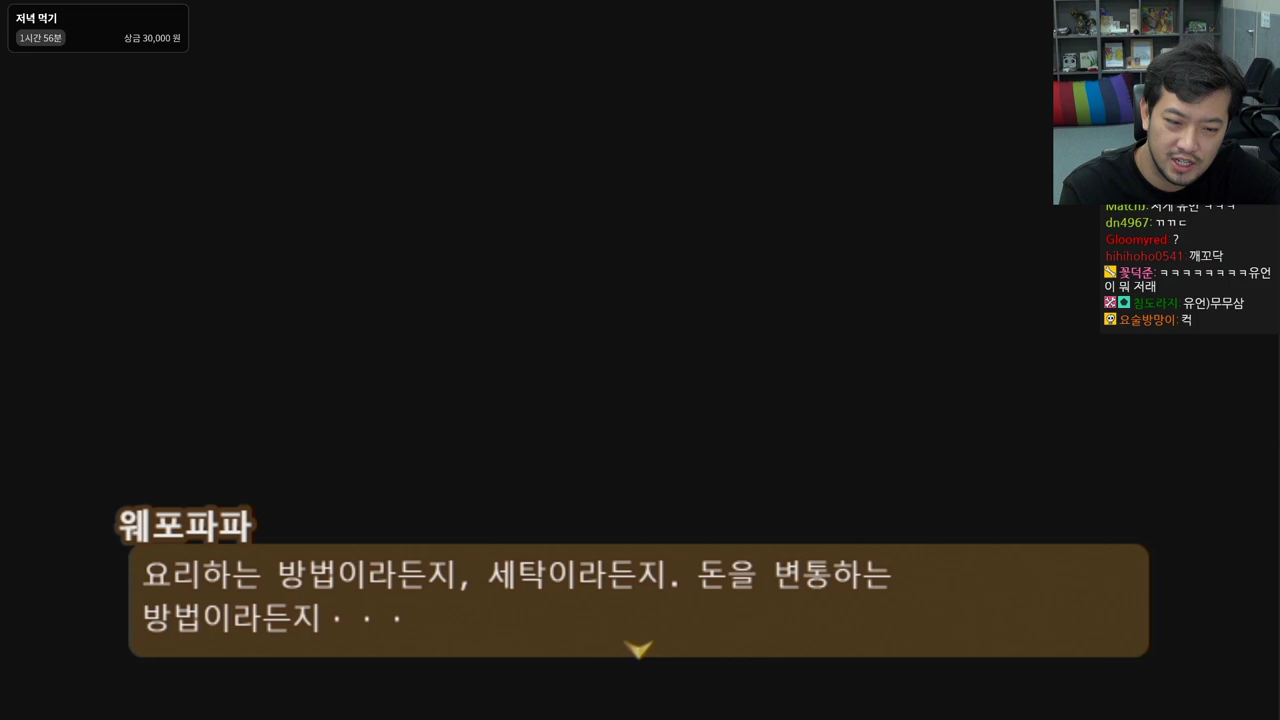 저녁 먹기
1시간 56분 상금 30,000 원
dn4967: ㄲㄲㄷ
Gloomyred: ?
hihihoho0541: 깨꼬닥
꽃덕준: ㅋㅋㅋㅋㅋㅋㅋㅋ유언
이 뭐 저래
침도라지: 유언)무무삼
요술방망이: 컥
웨포파파
요리하는 방법이라든지, 세탁이라든지. 돈을 변통하는
방법이라든지 · · ·